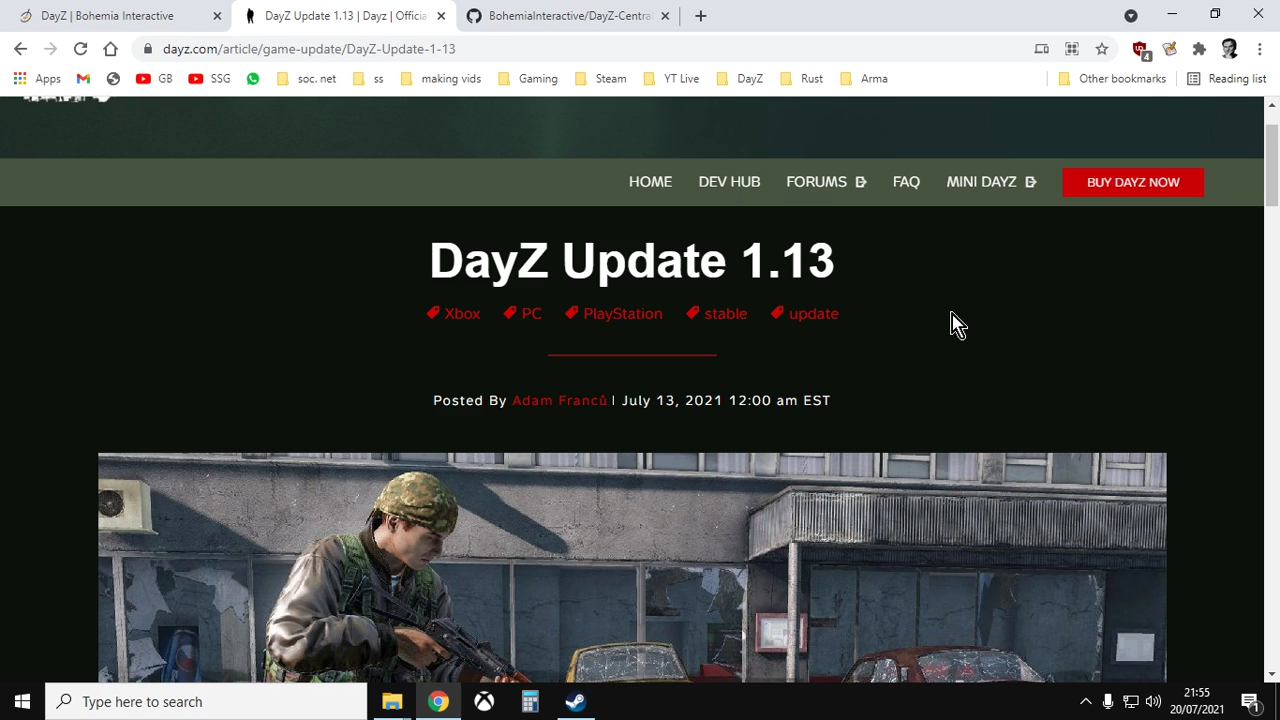 DayZ | Bohemia Interactive
DayZ Update 1.13 | Dayz | Officia
BohemiaInteractive/DayZ-Central
dayz.com/article/game-update/DayZ-Update-1-13
4
Apps
GB
SSG
soc. net
ss
making vids
Gaming
Steam
YT Live
DayZ
Rust
Arma
Other bookmarks
Reading list
HOME
DEV HUB
FORUMS
FAQ
MINI DAYZ
BUY DAYZ NOW
DayZ Update 1.13
Xbox
PC
PlayStation
stable
update
Posted By Adam Franců | July 13, 2021 12:00 am EST
Type here to search
21:55
20/07/2021
1